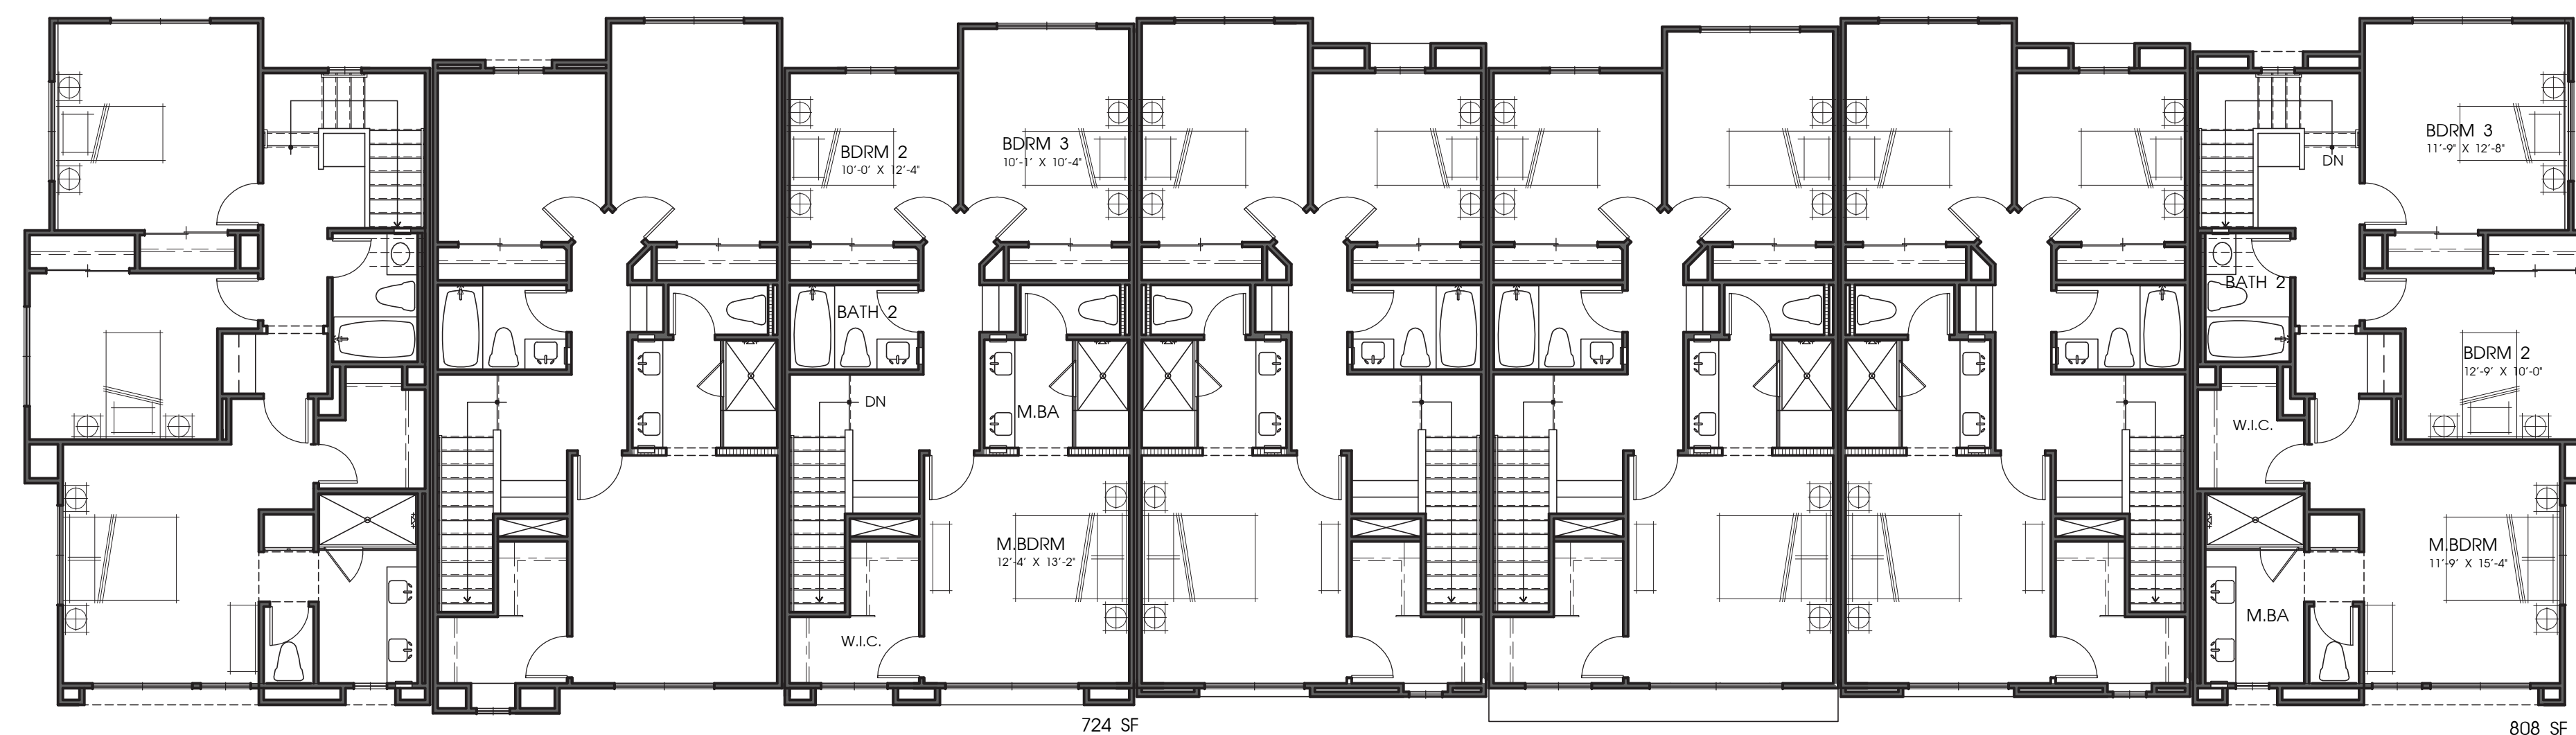 BDRM 2
10'-0' X 12'-4"
BDRM 3
10'-1' X 10'-4"
BATH 2
DN
M.BA
M.BDRM
12'-4' X 13'-2"
W.I.C.
724 SF
BDRM 3
11'-9" X 12'-8"
DN
BATH 2
BDRM 2
12'-9' X 10'-0"
W.I.C.
M.BDRM
11'-9' X 15'-4"
M.BA
808 SF